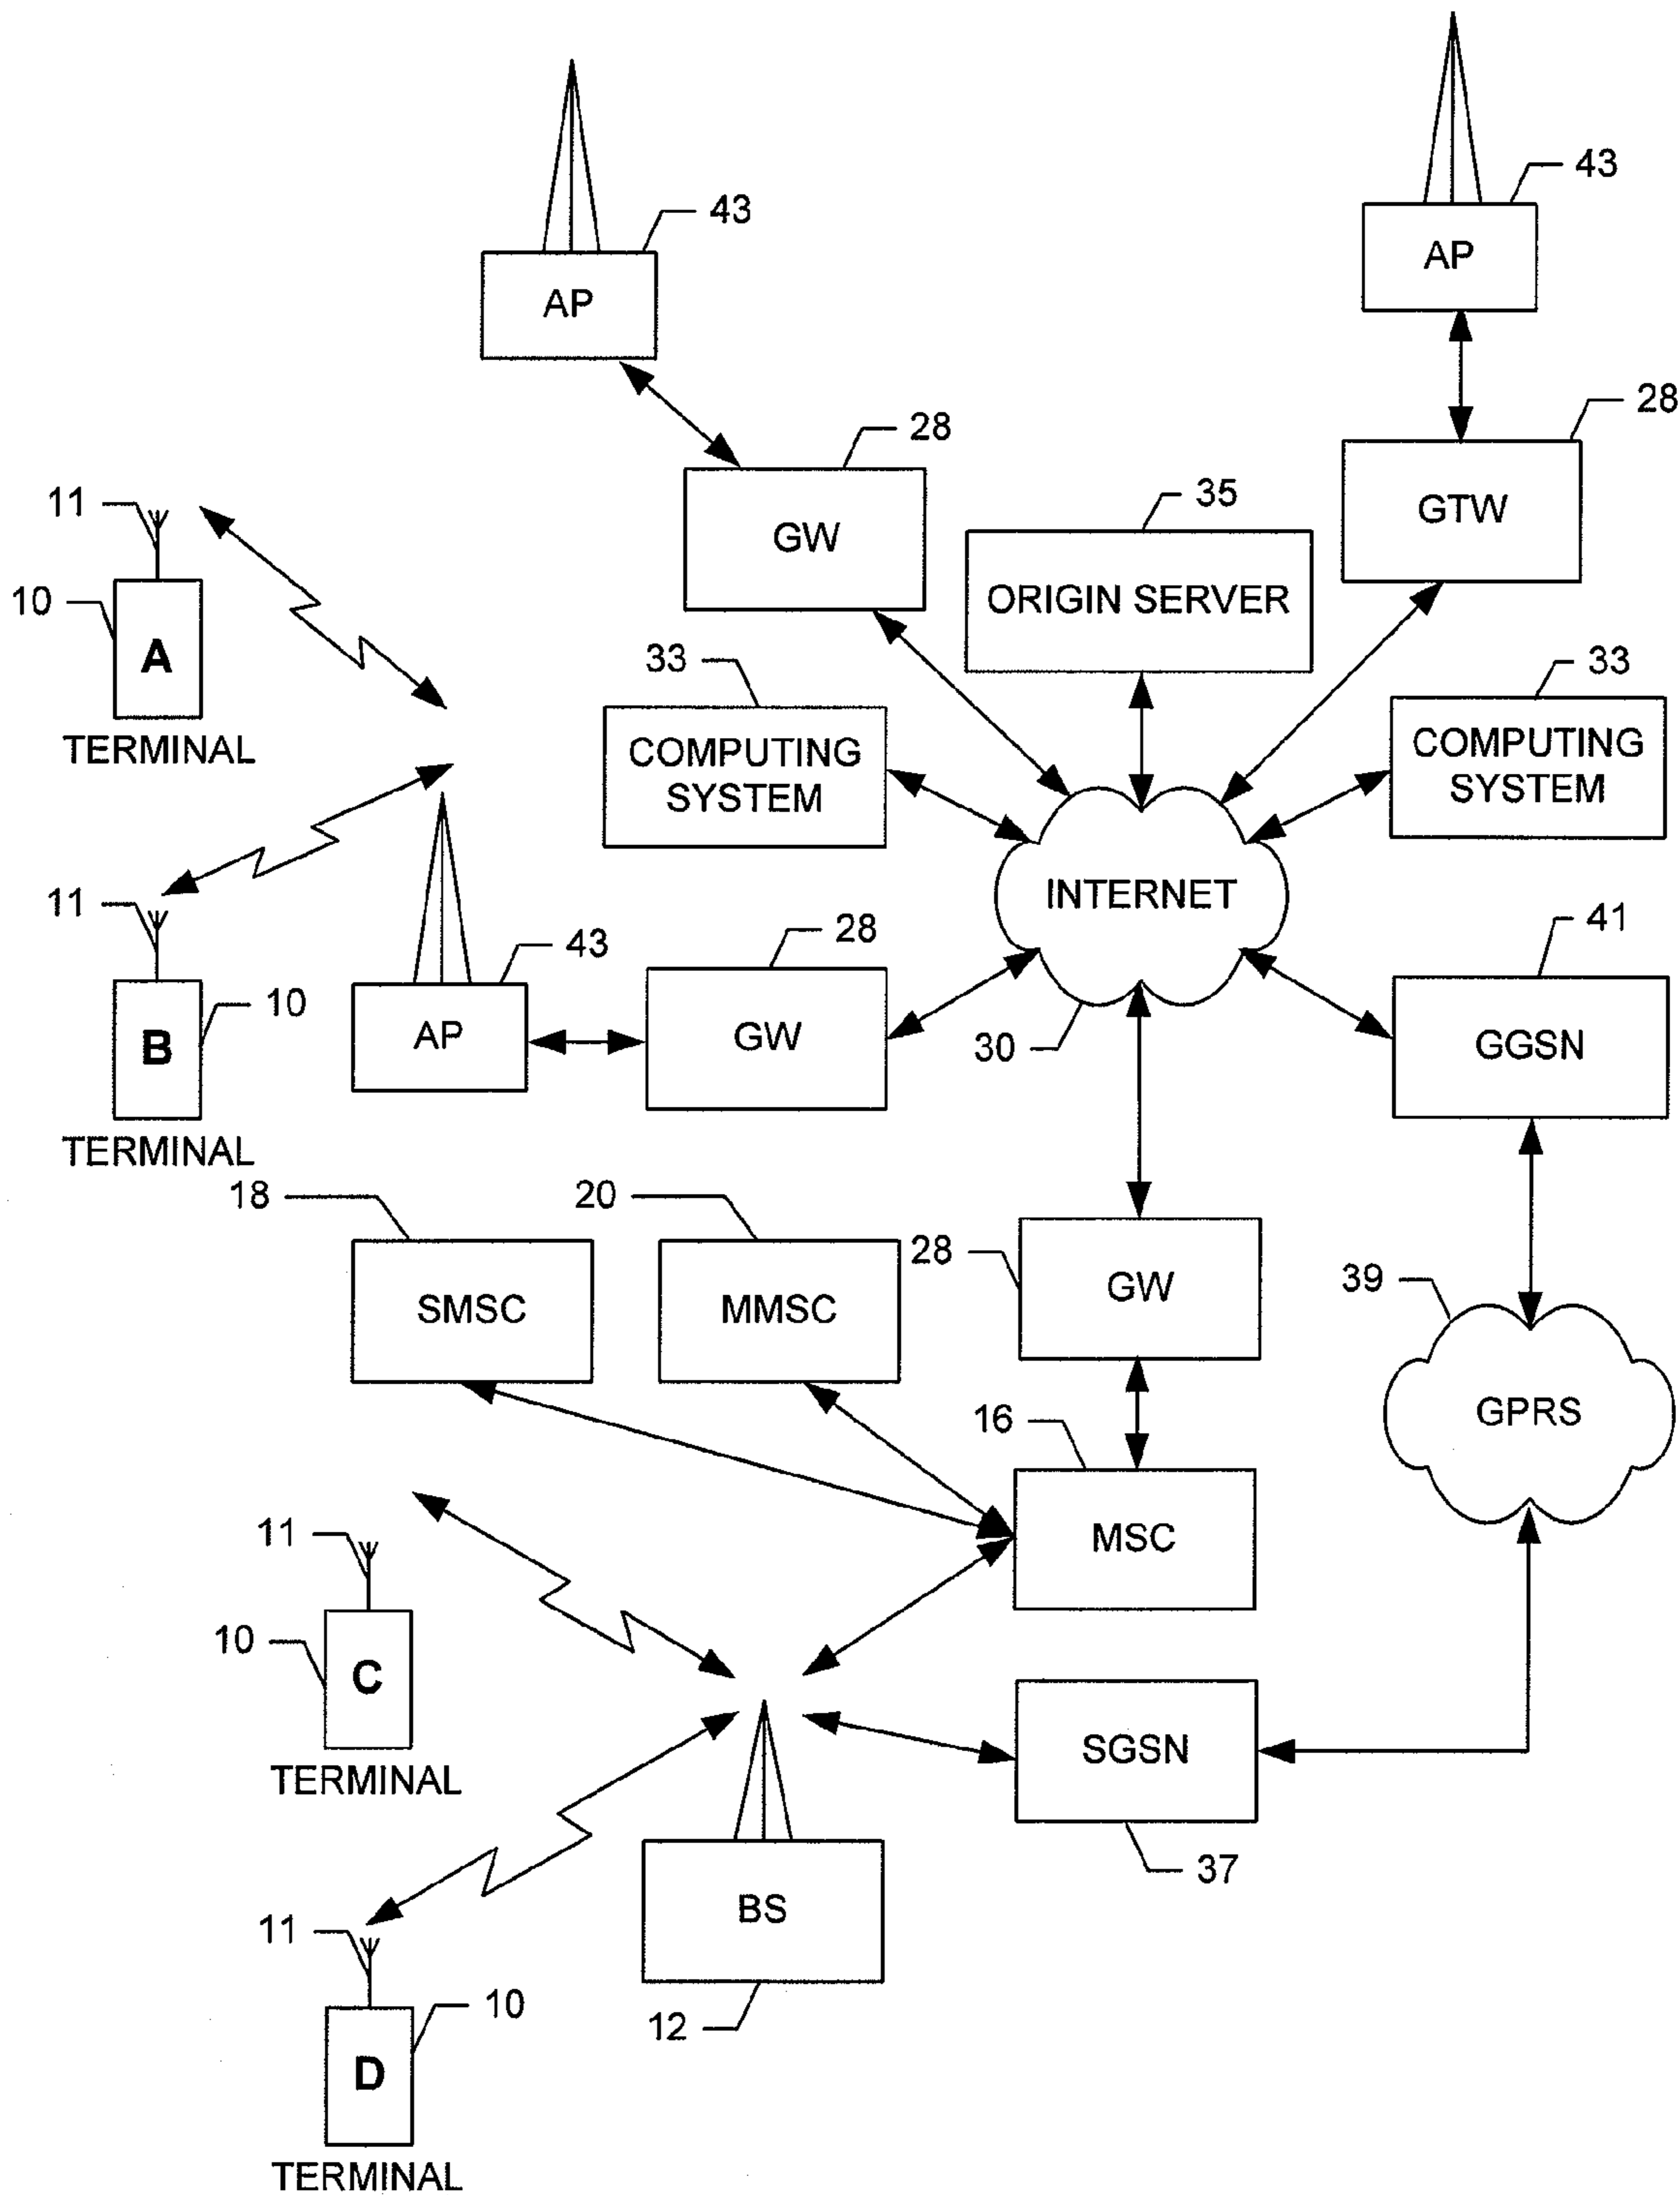 43
AP
43
AP
28
GW
28
GTW
35
ORIGIN SERVER
11
10
A
TERMINAL
33
COMPUTING
SYSTEM
33
COMPUTING
SYSTEM
INTERNET
30
11
10
B
TERMINAL
43
AP
28
GW
41
GGSN
18
SMSC
20
MMSC
28
GW
39
GPRS
16
MSC
11
10
C
TERMINAL
SGSN
37
BS
12
11
10
D
TERMINAL